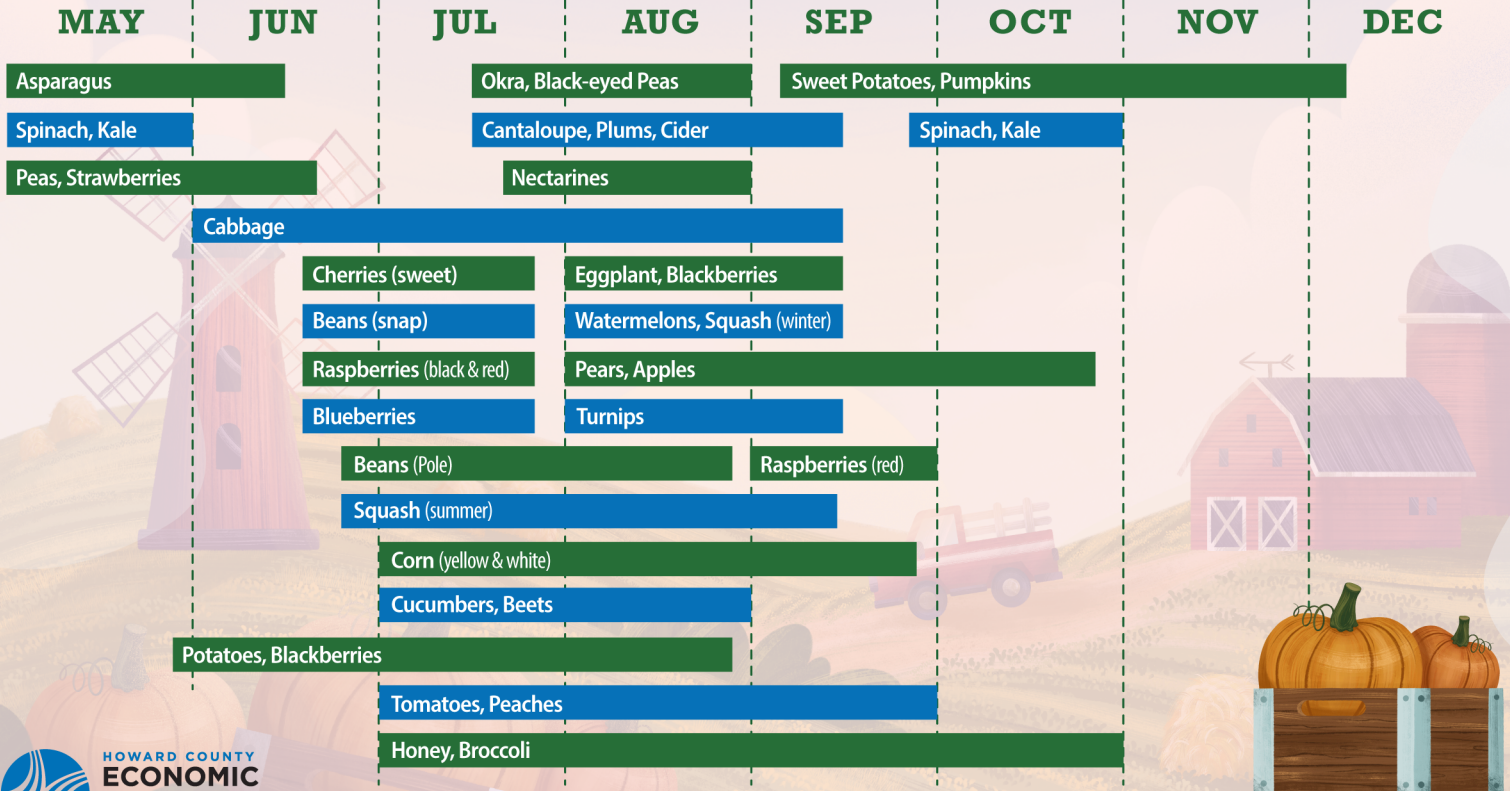 MAY JUN JUL AUG SEP OCT NOV DEC
Asparagus Okra, Black-eyed Peas Sweet Potatoes, Pumpkins
Spinach, Kale Cantaloupe, Plums, Cider Spinach, Kale
Peas, Strawberries Nectarines
Cabbage
Cherries (sweet) Eggplant, Blackberries
Beans (snap) Watermelons, Squash (winter)
Raspberries (black & red) Pears, Apples
Blueberries Turnips
Beans (Pole) Raspberries (red)
Squash (summer)
Corn (yellow & white)
Cucumbers, Beets
Potatoes, Blackberries
Tomatoes, Peaches
Honey, Broccoli
HOWARD COUNTY
ECONOMIC